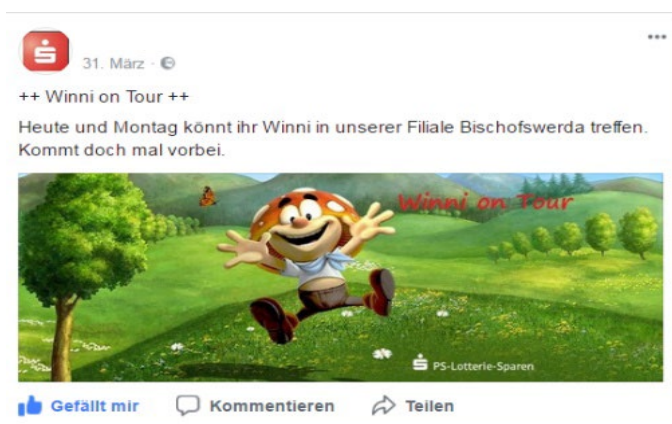 31. März
++ Winni on Tour ++
Heute und Montag könnt ihr Winni in unserer Filiale Bischofswerda treffen.
Kommt doch mal vorbei.
Winni on Tour
PS-Lotterie-Sparen
Gefällt mir Kommentieren Teilen